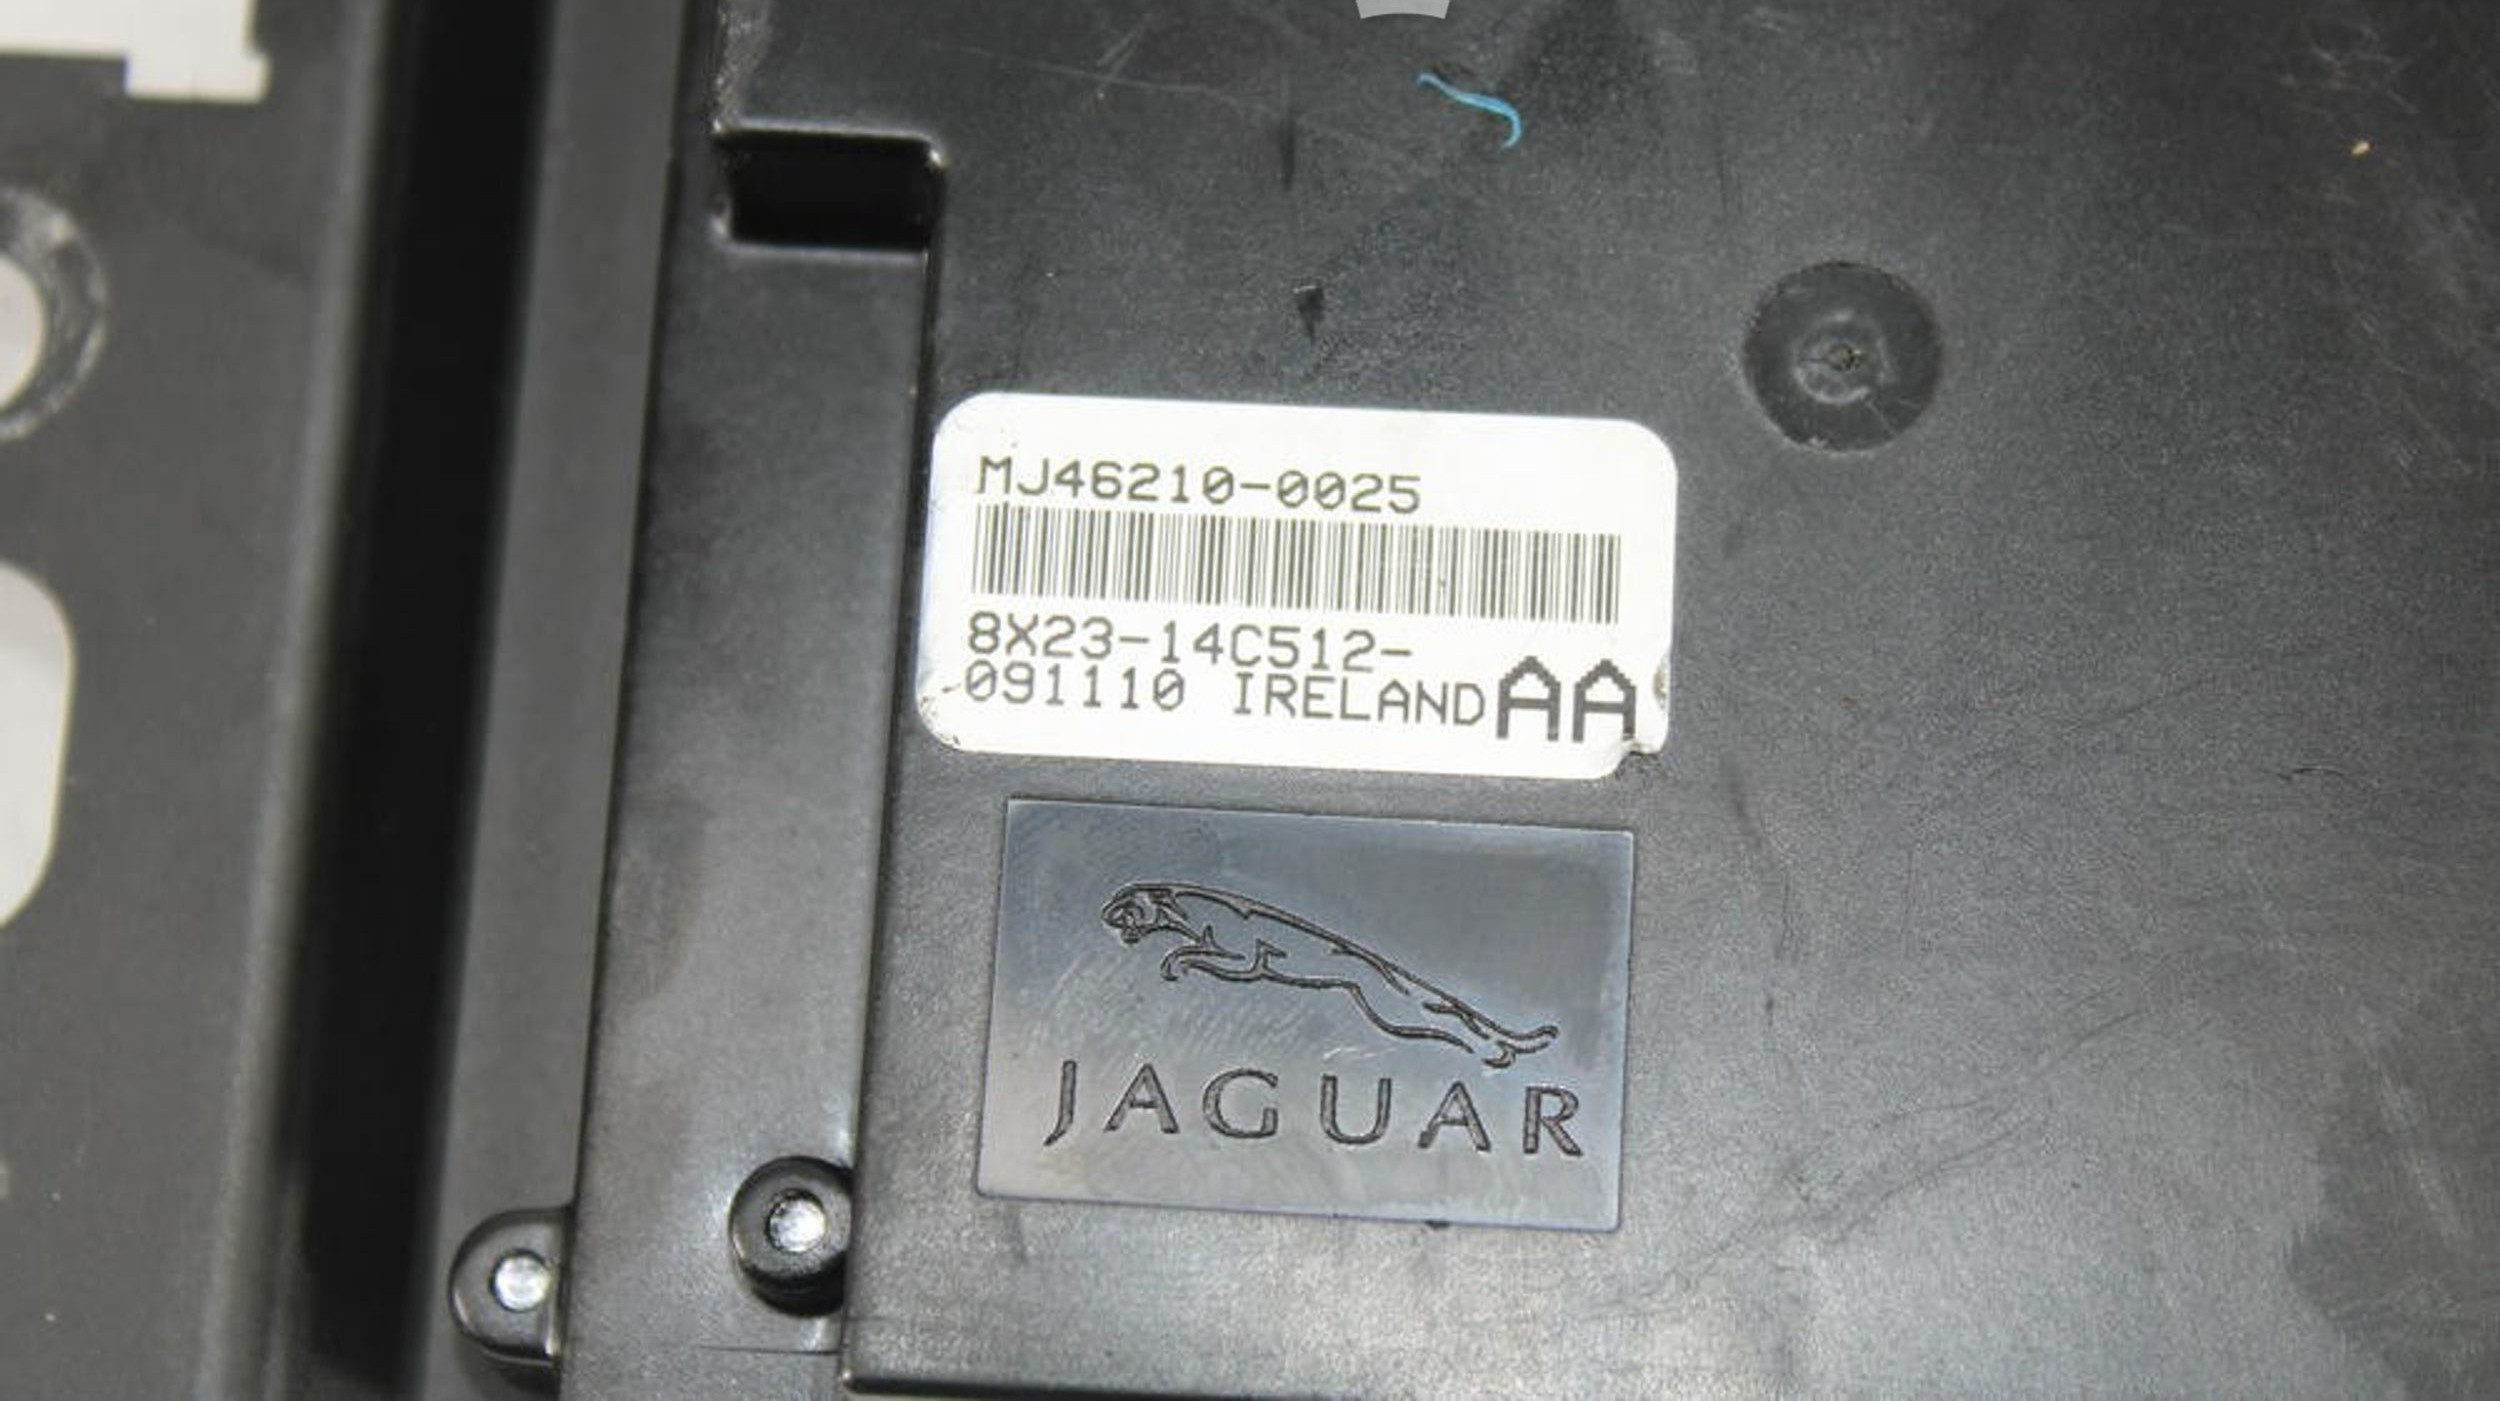 MJ46210-0025
8X23-14C512-
091110 IRELAND AA
JAGUAR